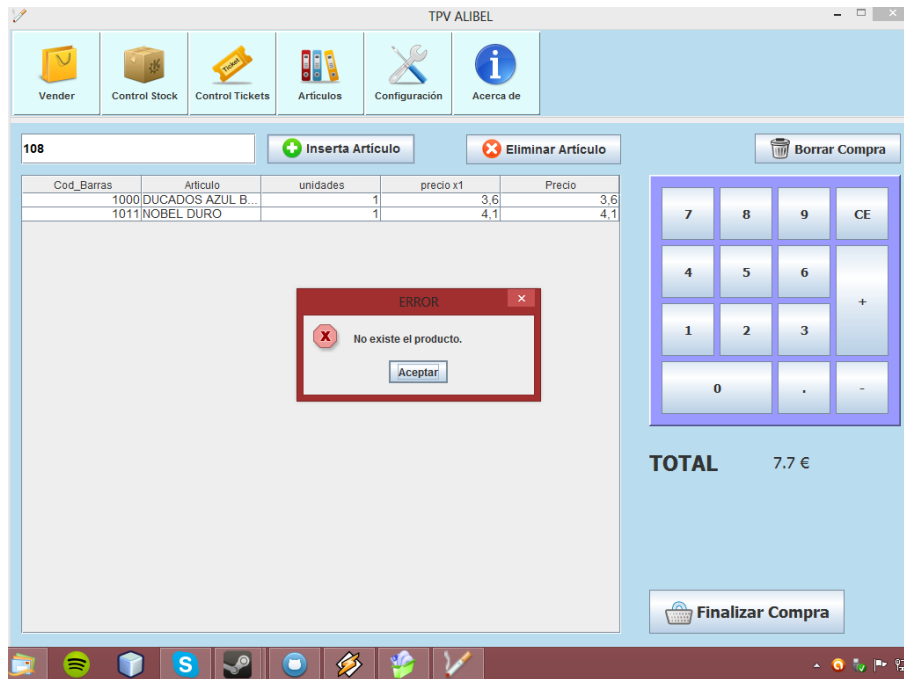 TPV ALIBEL
Vender
Control Stock
Ticket
Control Tickets
Artículos
Configuración
Acerca de
108
Inserta Artículo
Eliminar Artículo
Borrar Compra
Cod_Barras Articulo unidades precio x1 Precio
1000 DUCADOS AZUL B... 1 3,6 3,6
1011 NOBEL DURO 1 4,1 4,1
7 8 9 CE
4 5 6
+
1 2 3
0 . -
ERROR
No existe el producto.
Aceptar
TOTAL 7.7 €
Finalizar Compra